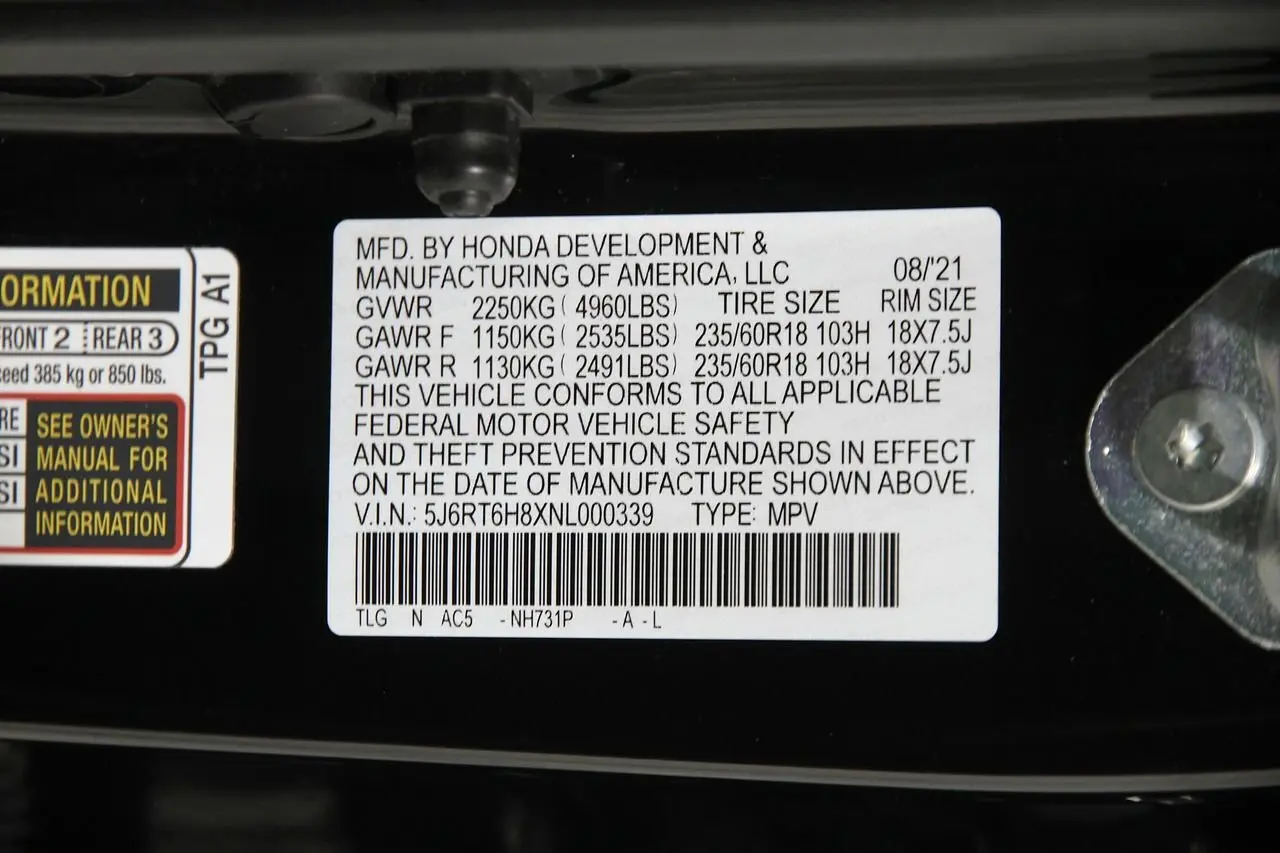 ORMATION
FRONT 2 REAR 3
385 kg or 850 lbs.
RE
SI
SI
SEE OWNER'S
MANUAL FOR
ADDITIONAL
INFORMATION
TPG A1
MFD. BY HONDA DEVELOPMENT &
MANUFACTURING OF AMERICA, LLC 08/'21
GVWR 2250KG ( 4960LBS) TIRE SIZE RIM SIZE
GAWR F 1150KG ( 2535LBS) 235/60R18 103H 18X7.5J
GAWR R 1130KG ( 2491LBS) 235/60R18 103H 18X7.5J
THIS VEHICLE CONFORMS TO ALL APPLICABLE
FEDERAL MOTOR VEHICLE SAFETY
AND THEFT PREVENTION STANDARDS IN EFFECT
ON THE DATE OF MANUFACTURE SHOWN ABOVE.
V.I.N.: 5J6RT6H8XNL000339 TYPE: MPV
TLG N AC5 - NH731P - A - L